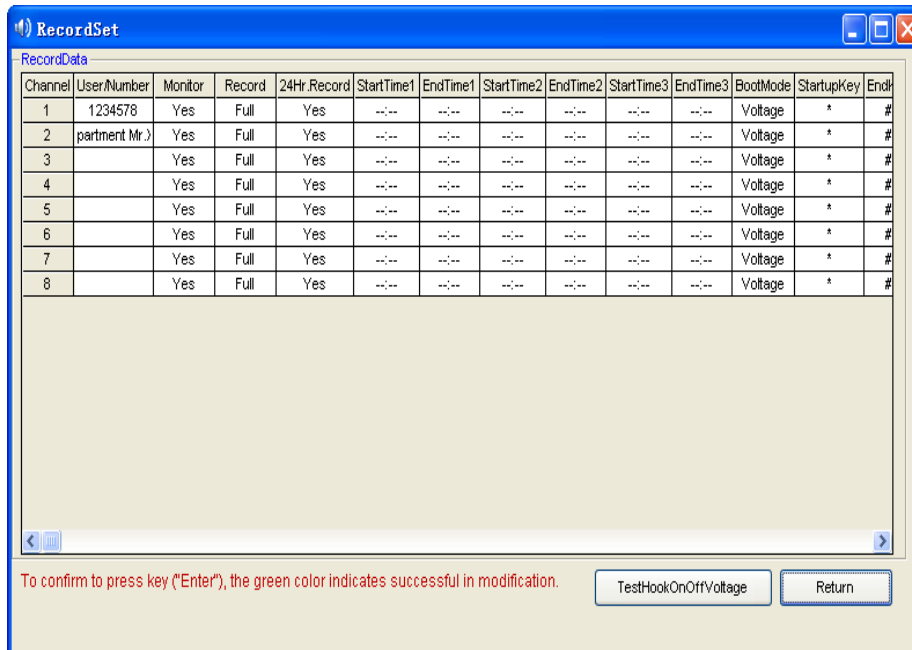 RecordSet
RecordData
Channel User/Number Monitor Record 24Hr.Record StartTime1 EndTime1 StartTime2 EndTime2 StartTime3 EndTime3 BootMode StartupKey
1 1234578 Yes Full Yes --:-- --:-- --:-- --:-- --:-- --:-- Voltage * #
2 partment Mr. Yes Full Yes --:-- --:-- --:-- --:-- --:-- --:-- Voltage * #
3 Yes Full Yes --:-- --:-- --:-- --:-- --:-- --:-- Voltage * #
4 Yes Full Yes --:-- --:-- --:-- --:-- --:-- --:-- Voltage * #
5 Yes Full Yes --:-- --:-- --:-- --:-- --:-- --:-- Voltage * #
6 Yes Full Yes --:-- --:-- --:-- --:-- --:-- --:-- Voltage * #
7 Yes Full Yes --:-- --:-- --:-- --:-- --:-- --:-- Voltage * #
8 Yes Full Yes --:-- --:-- --:-- --:-- --:-- --:-- Voltage * #
To confirm to press key ("Enter"), the green color indicates successful in modification.
TestHookOnOffVoltage Return